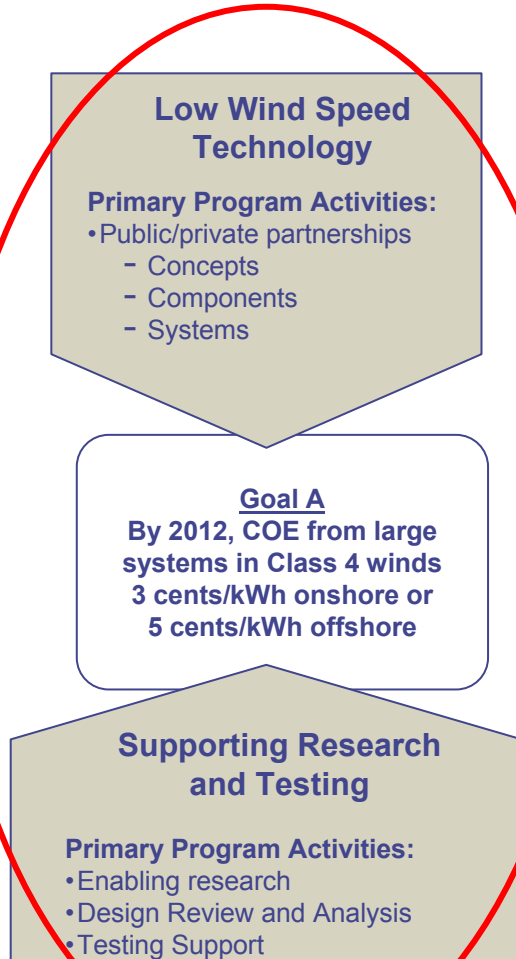 Low Wind Speed
Technology
Primary Program Activities:
•Public/private partnerships
- Concepts
- Components
- Systems
Goal A
By 2012, COE from large
systems in Class 4 winds
3 cents/kWh onshore or
5 cents/kWh offshore
Supporting Research
and Testing
Primary Program Activities:
•Enabling research
•Design Review and Analysis
•Testing Support